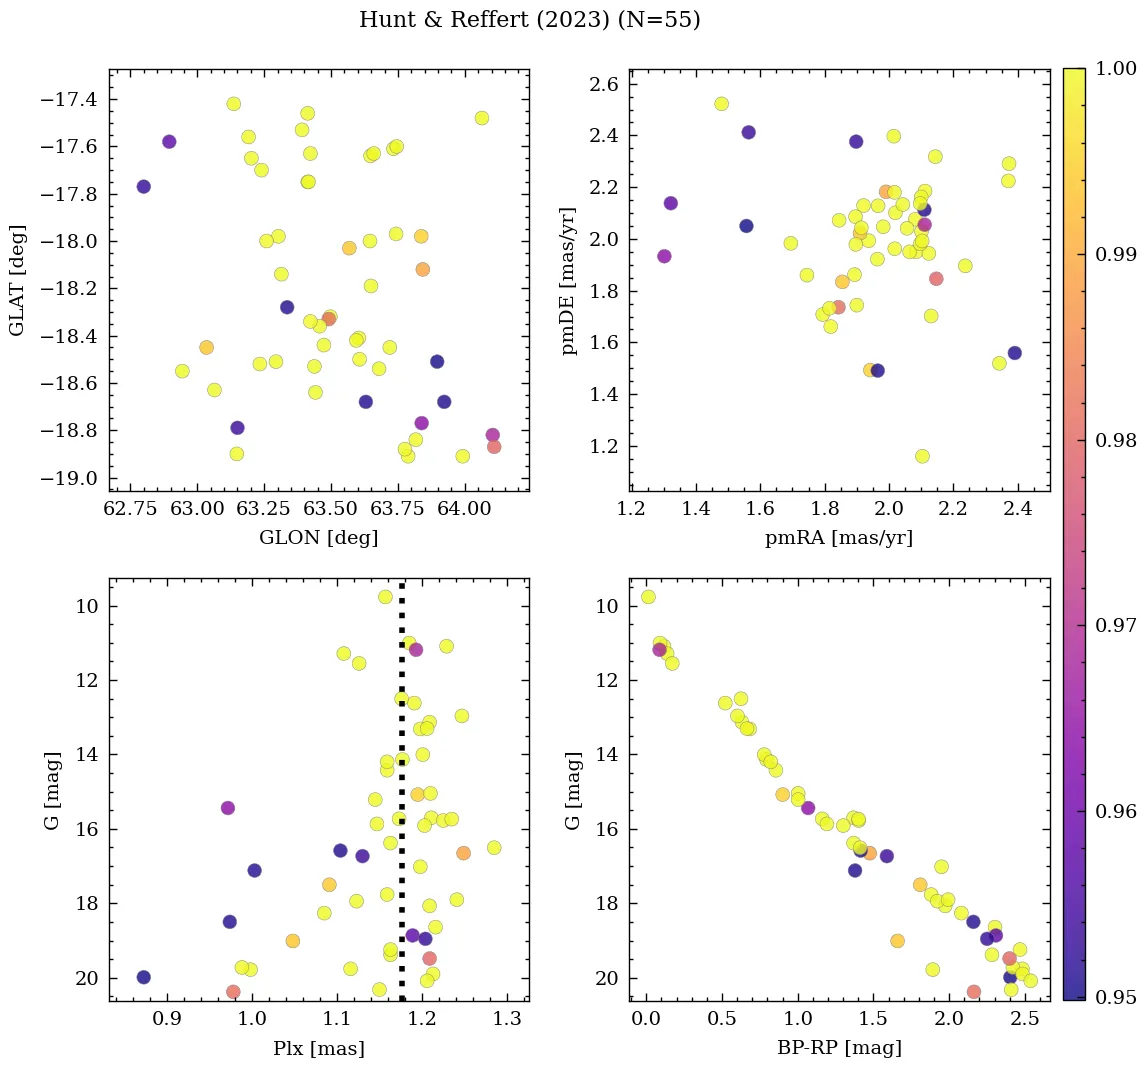 Hunt & Reffert (2023) (N=55)
−17.4
−17.6
−17.8
−18.0
−18.2
−18.4
−18.6
−18.8
−19.0
GLAT [deg]
62.75 63.00 63.25 63.50 63.75 64.00
GLON [deg]
2.6
2.4
2.2
2.0
1.8
1.6
1.4
1.2
pmDE [mas/yr]
1.2 1.4 1.6 1.8 2.0 2.2 2.4
pmRA [mas/yr]
1.00
0.99
0.98
0.97
0.96
0.95
10
12
14
16
18
20
G [mag]
0.9 1.0 1.1 1.2 1.3
Plx [mas]
10
12
14
16
18
20
G [mag]
0.0 0.5 1.0 1.5 2.0 2.5
BP-RP [mag]